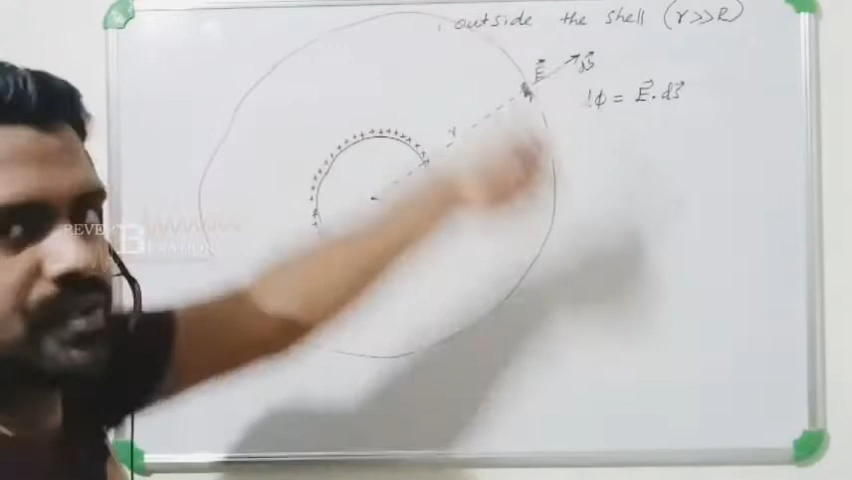 outside the shell (r>>R)
E⃗ ds⃗
dϕ = E⃗. ds⃗
r
B